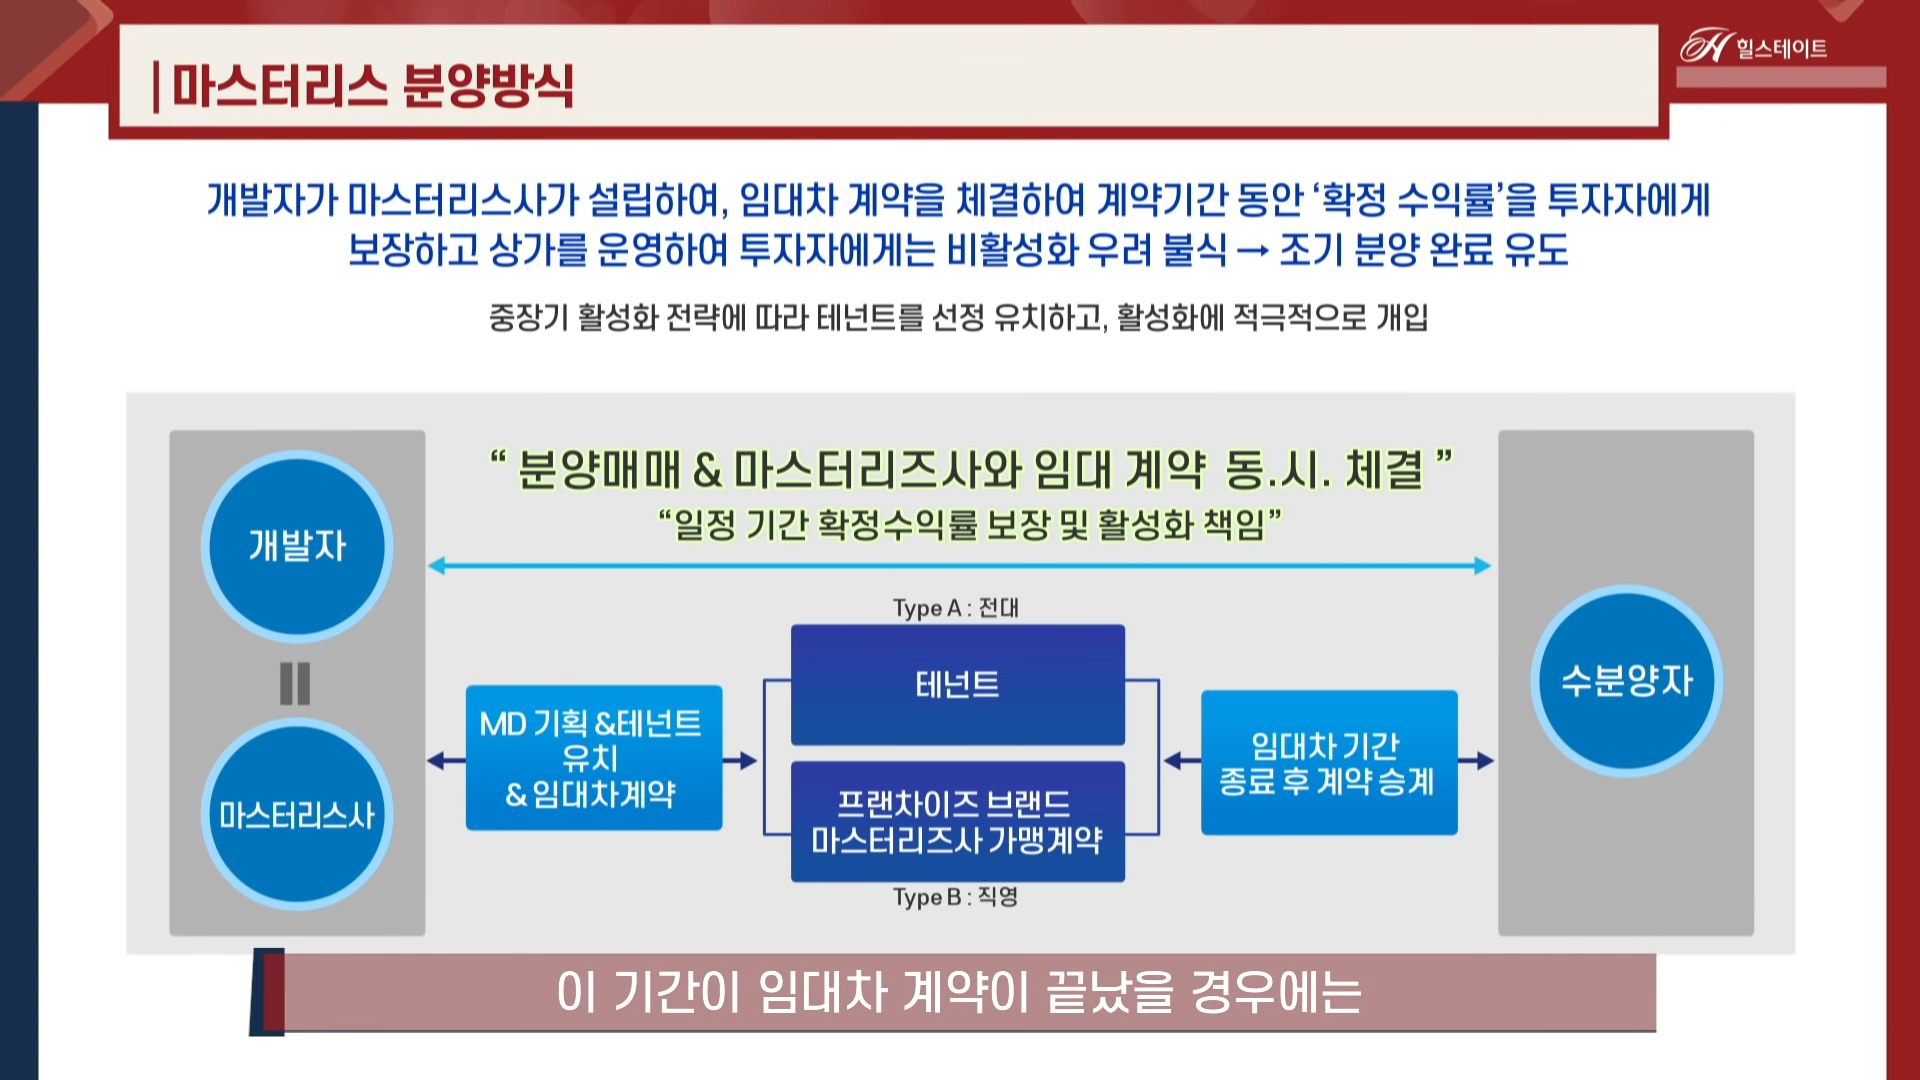 마스터리스 분양방식
힐스테이트
개발자가 마스터리스사가 설립하여, 임대차 계약을 체결하여 계약기간 동안 ‘확정 수익률’을 투자자에게
보장하고 상가를 운영하여 투자자에게는 비활성화 우려 불식 → 조기 분양 완료 유도
중장기 활성화 전략에 따라 테넌트를 선정 유치하고, 활성화에 적극적으로 개입
“ 분양매매 & 마스터리즈사와 임대 계약 동.시. 체결 ”
“일정 기간 확정수익률 보장 및 활성화 책임”
개발자
마스터리스사
MD 기획 &테넌트
유치
& 임대차계약
Type A : 전대
테넌트
프랜차이즈 브랜드
마스터리즈사 가맹계약
Type B : 직영
임대차 기간
종료 후 계약 승계
수분양자
이 기간이 임대차 계약이 끝났을 경우에는